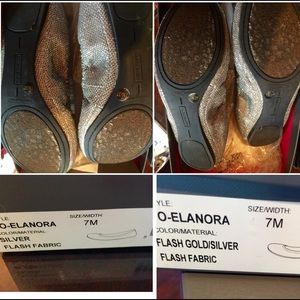 LE:
SIZE/WIDTH:
O-ELANORA
7M
COLOR/MATERIAL:
SILVER
FLASH FABRIC
YLE:
SIZE/WIDTH:
O-ELANORA
7M
COLOR/MATERIAL:
FLASH GOLD/SILVER
FLASH FABRIC